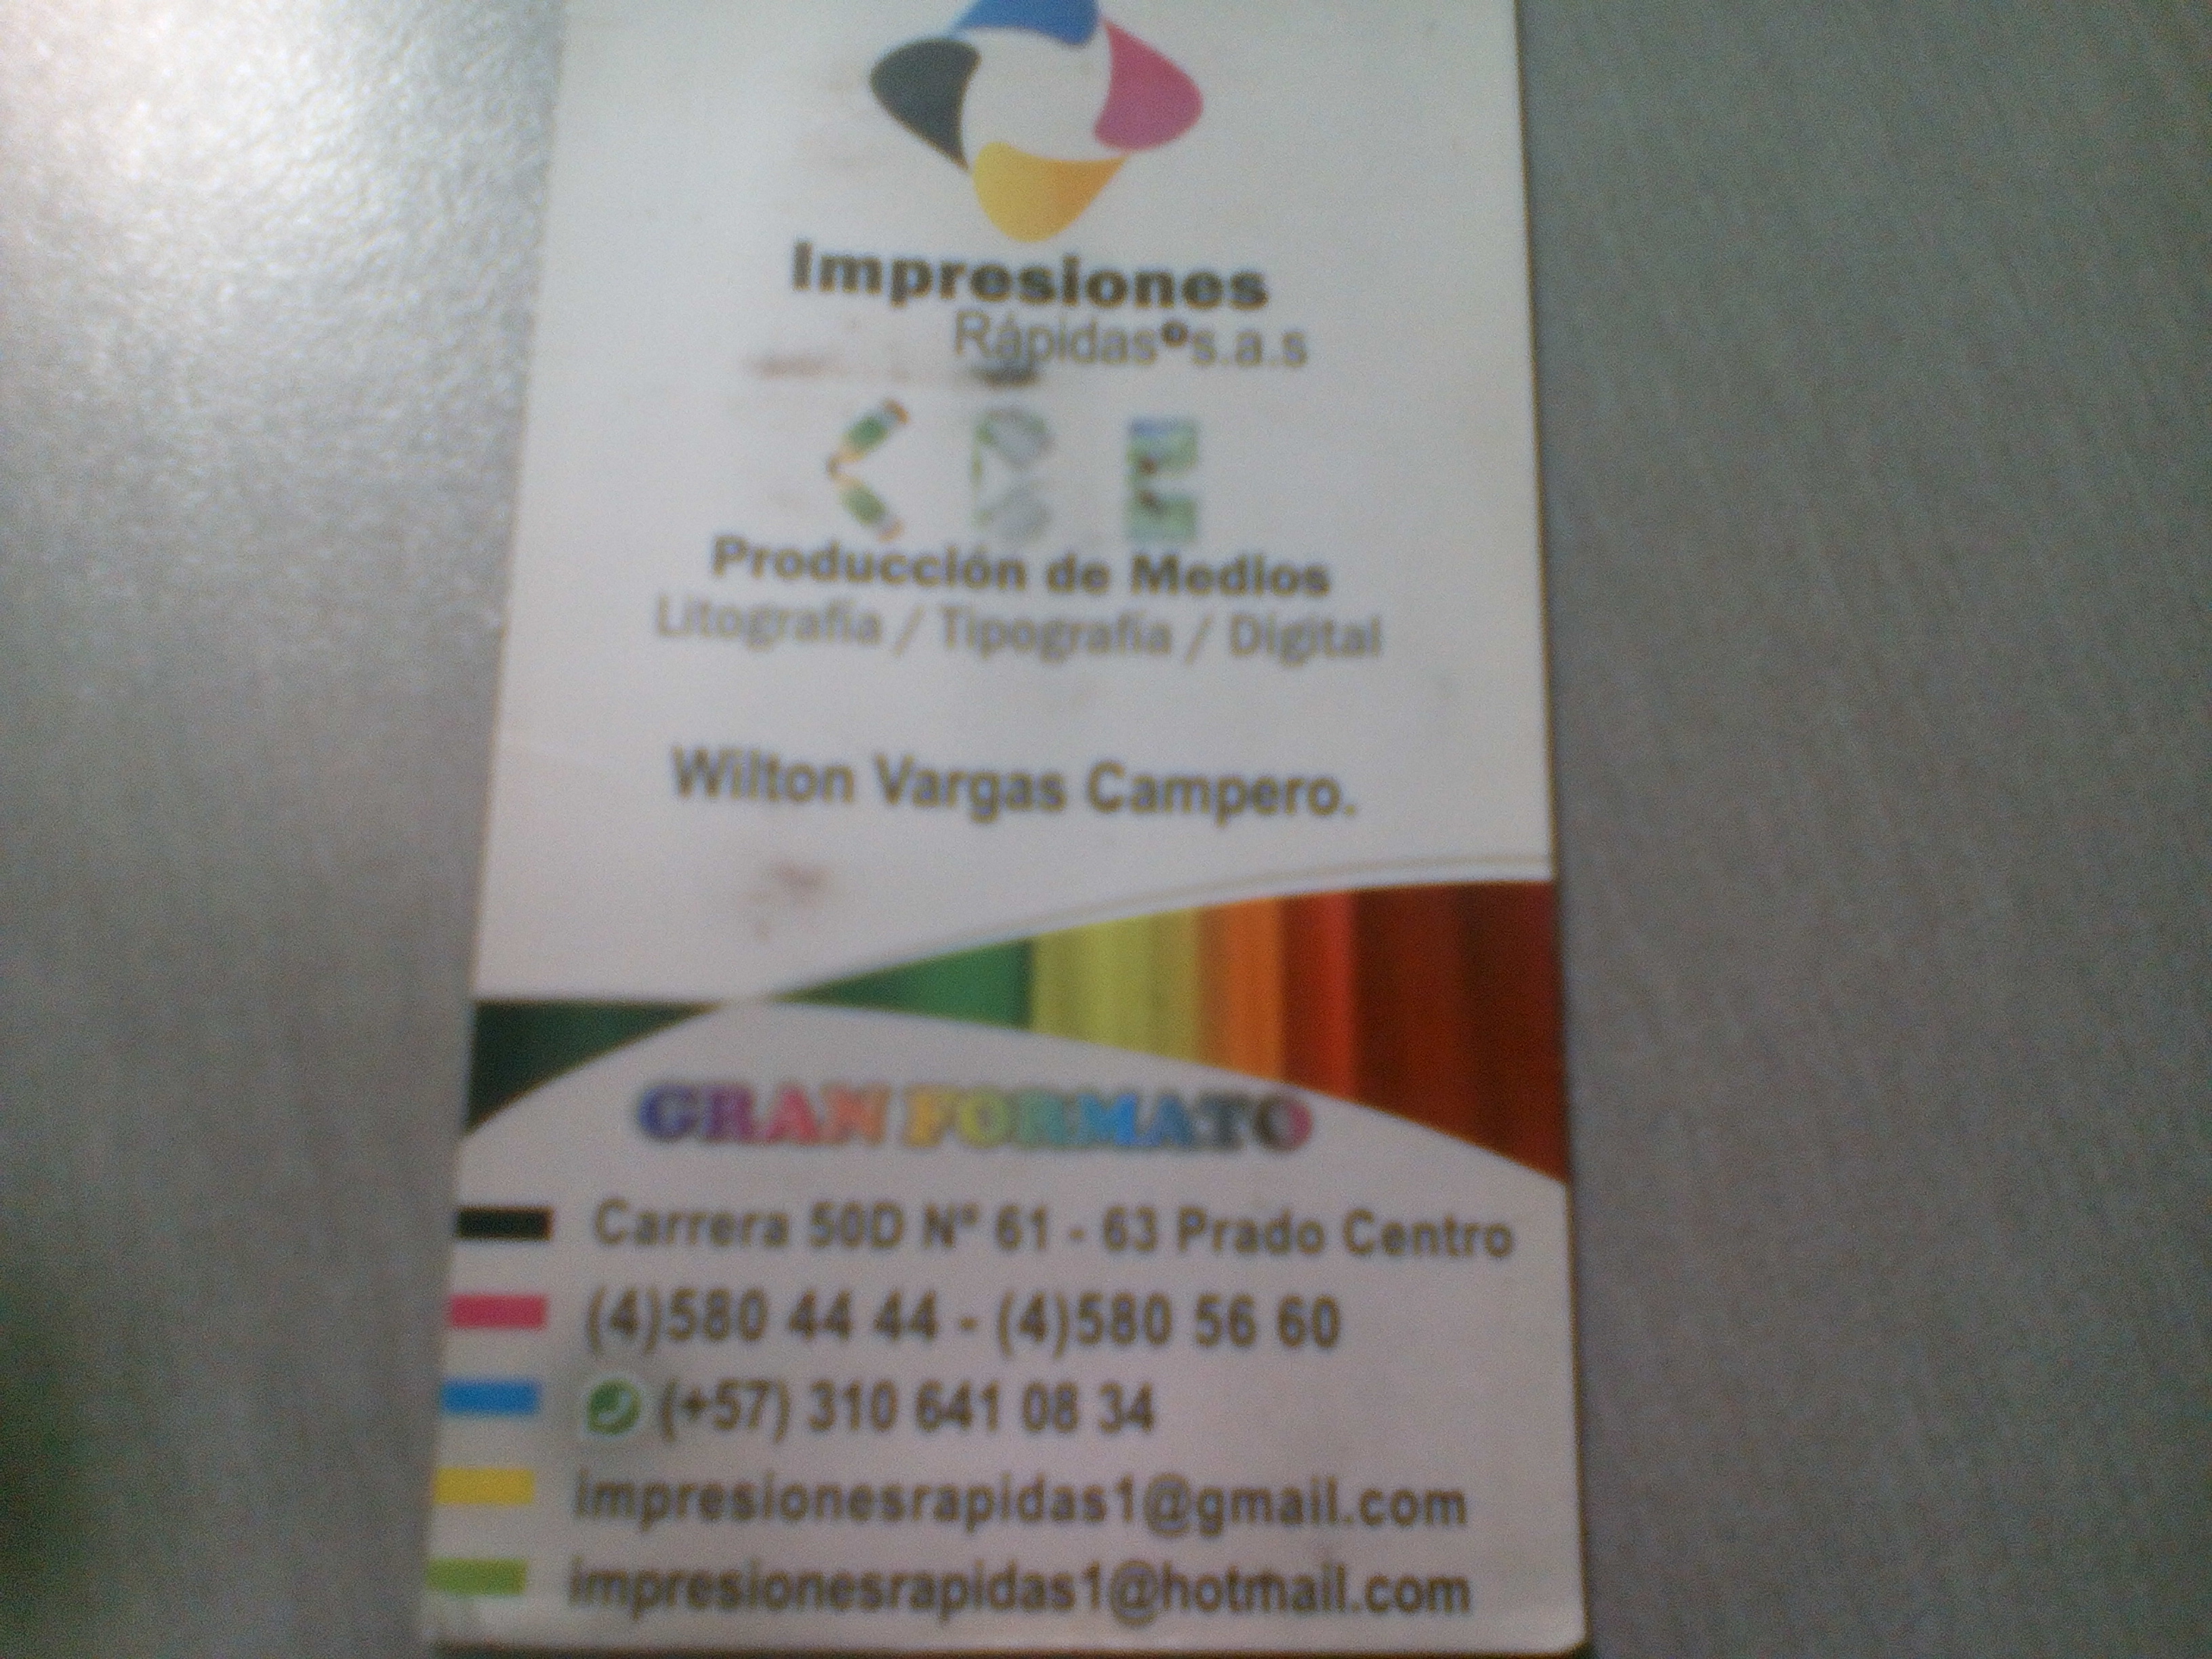 Impresiones
Rápidas s.a.s
Producción de Medios
Litografía / Tipografía / Digital
Wilton Vargas Campero.
GRAN FORMATO
Carrera 50D N° 61 - 63 Prado Centro
(4)580 44 44 - (4)580 56 60
(+57) 310 641 08 34
impresionesrapidas1@gmail.com
impresionesrapidas1@hotmail.com